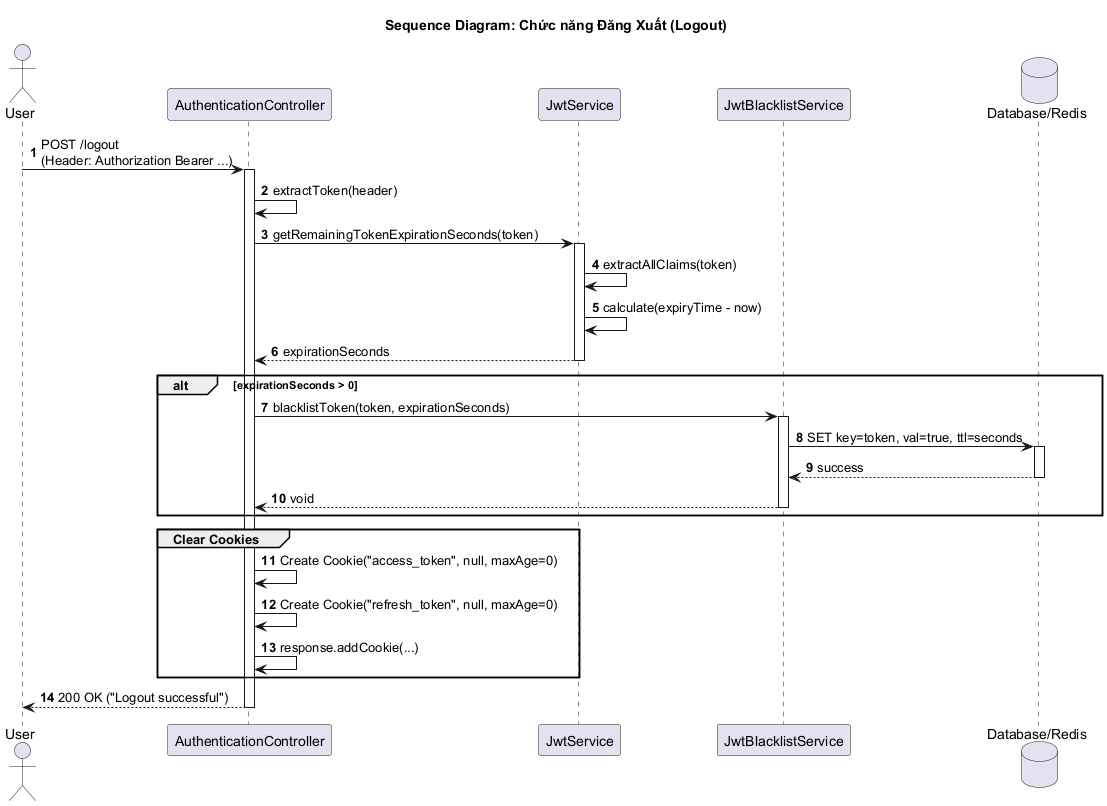 Sequence Diagram: Chức năng Đăng Xuất (Logout)
User
AuthenticationController
JwtService
JwtBlacklistService
Database/Redis
1 POST /logout
(Header: Authorization Bearer ...)
2 extractToken(header)
3 getRemainingTokenExpirationSeconds(token)
4 extractAllClaims(token)
5 calculate(expiryTime - now)
6 expirationSeconds
alt [expirationSeconds > 0]
7 blacklistToken(token, expirationSeconds)
8 SET key=token, val=true, ttl=seconds
9 success
10 void
Clear Cookies
11 Create Cookie("access_token", null, maxAge=0)
12 Create Cookie("refresh_token", null, maxAge=0)
13 response.addCookie(...)
14 200 OK ("Logout successful")
User
AuthenticationController
JwtService
JwtBlacklistService
Database/Redis